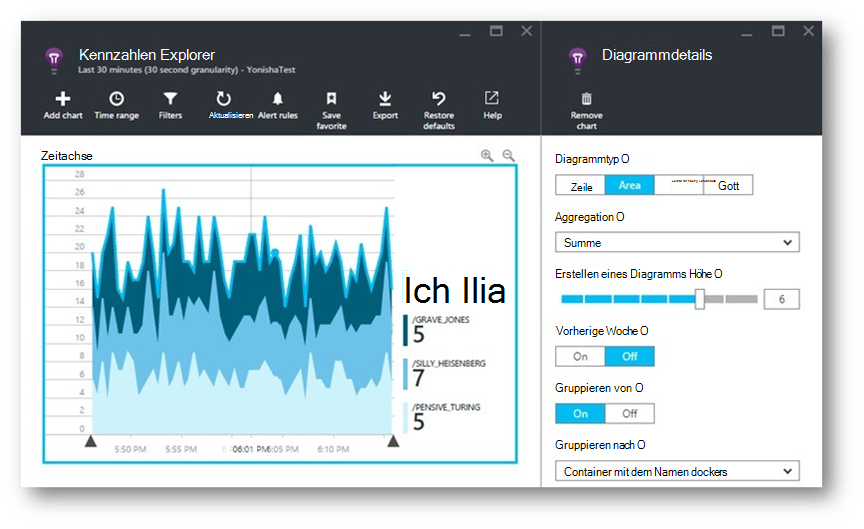 Kennzahlen Explorer
Last 30 minutes (30 second granularity) - YonishaTest
Add chart
Time range
Filters
Aktualisieren
Alert rules
Save favorite
Export
Restore defaults
Help
Zeitachse
28
26
24
22
20
18
16
14
12
10
8
6
4
2
0
5:50 PM
5:55 PM
06:01 PM
6:05 PM
6:10 PM
Ich Ilia
/GRAVE_JONES
5
/SILLY_HEISENBERG
7
/PENSIVE_TURING
5
Diagrammdetails
Remove chart
Diagrammtyp O
Zeile
Area
Gott
Aggregation O
Summe
Erstellen eines Diagramms Höhe O
6
Vorherige Woche O
On
Off
Gruppieren von O
On
Off
Gruppieren nach O
Container mit dem Namen dockers